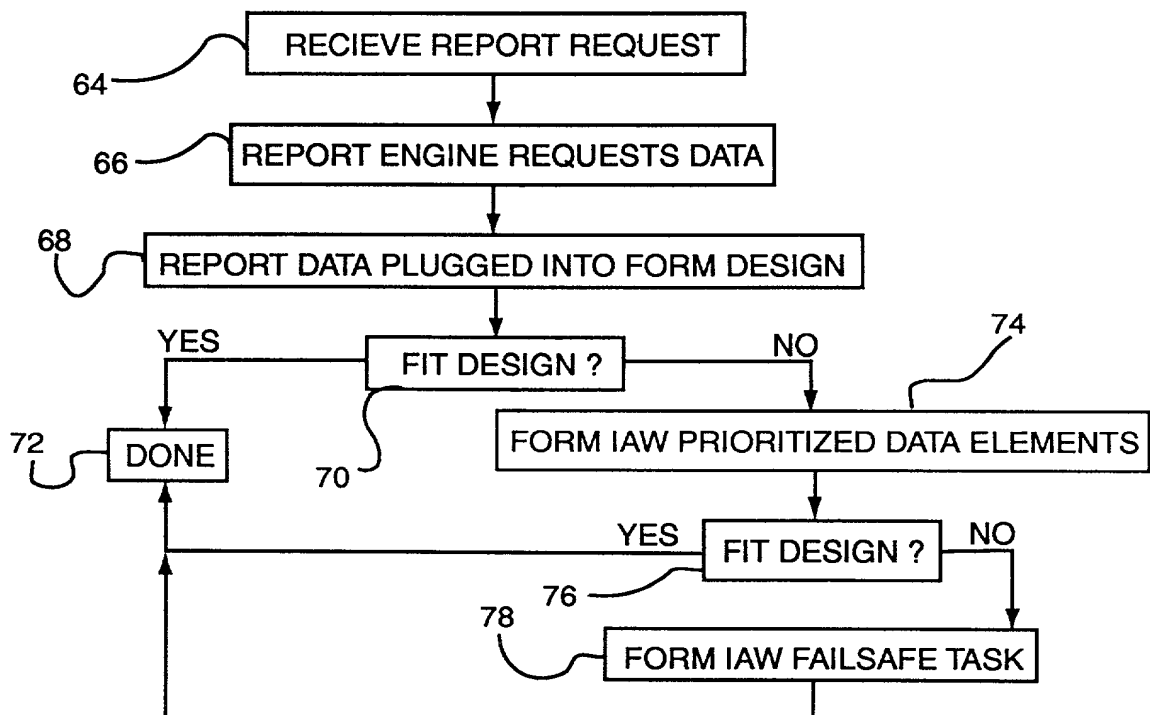 RECIEVE REPORT REQUEST
64
REPORT ENGINE REQUESTS DATA
66
68
REPORT DATA PLUGGED INTO FORM DESIGN
YES
FIT DESIGN ?
NO
74
72
DONE
70
FORM IAW PRIORITIZED DATA ELEMENTS
YES
FIT DESIGN ?
NO
76
78
FORM IAW FAILSAFE TASK